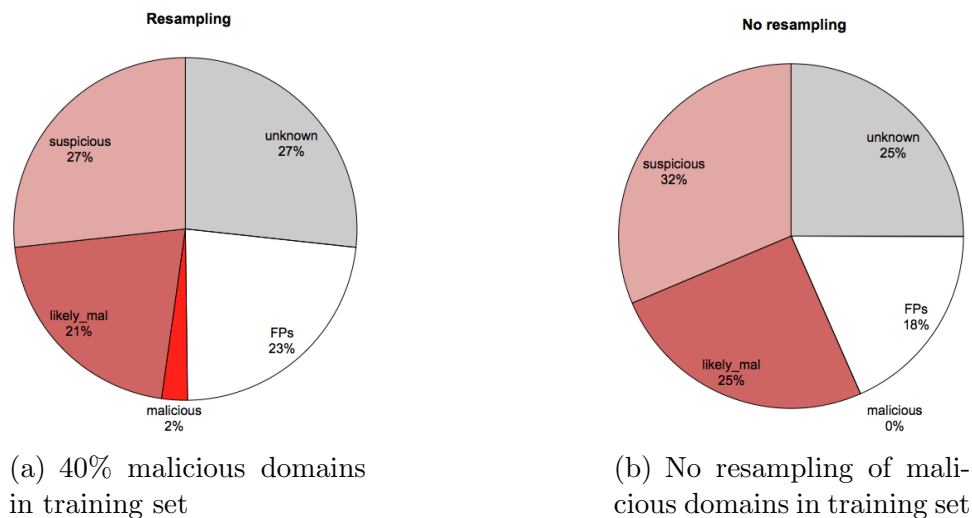 Resampling
unknown
27%
suspicious
27%
likely_mal
21%
FPs
23%
malicious
2%
(a) 40% malicious domains
in training set
No resampling
unknown
25%
suspicious
32%
FPs
18%
likely_mal
25%
malicious
0%
(b) No resampling of mali-
cious domains in training set